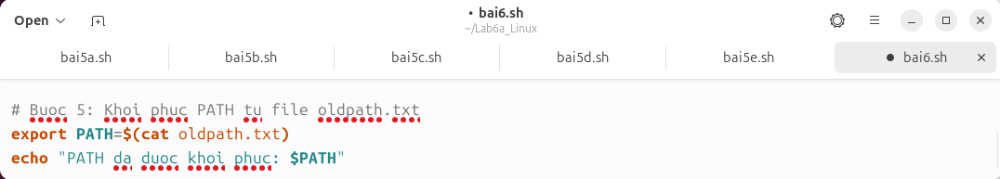 Open
• bai6.sh
~/Lab6a_Linux
bai5a.sh bai5b.sh bai5c.sh bai5d.sh bai5e.sh • bai6.sh
# Buoc 5: Khoi phuc PATH tu file oldpath.txt
export PATH=$(cat oldpath.txt)
echo "PATH da duoc khoi phuc: $PATH"